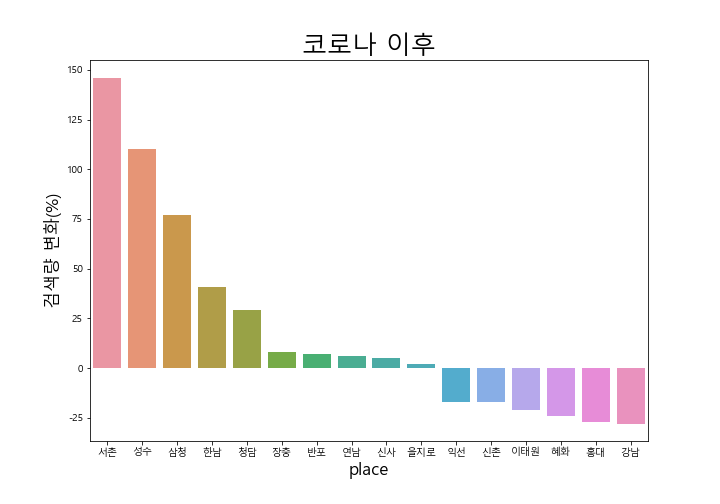 코로나 이후
검색량 변화(%)
150
125
100
75
50
25
0
-25
서촌 성수 삼청 한남 청담 장충 반포 연남 신사 을지로 익선 신촌 이태원 혜화 홍대 강남
place